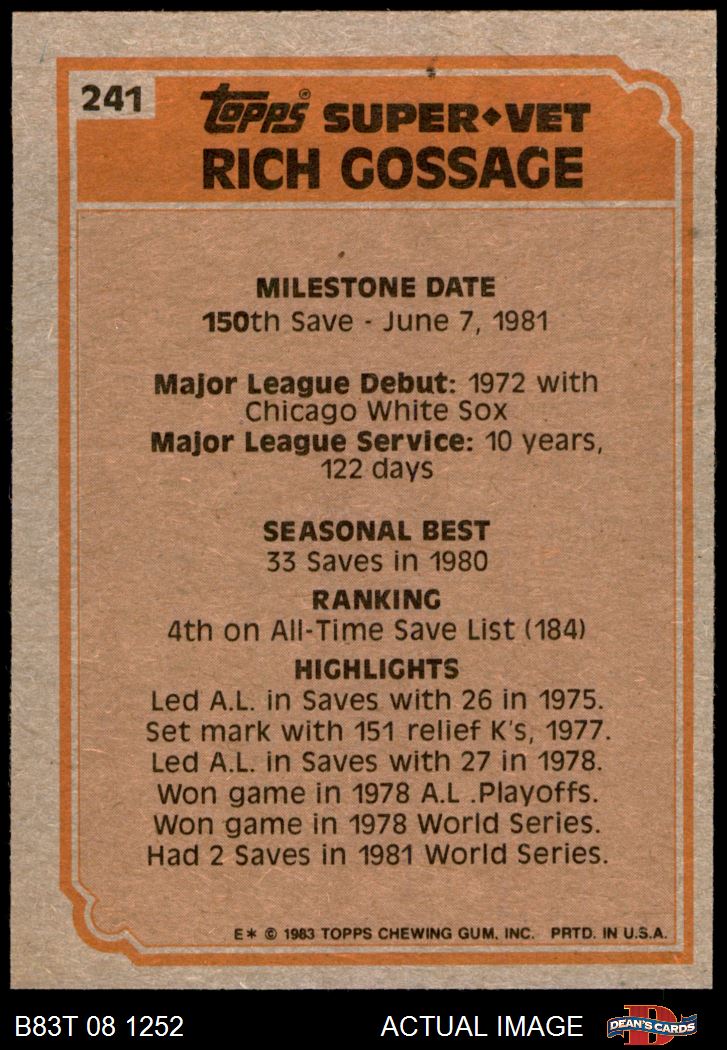 241
Topps® SUPER◆VET
RICH GOSSAGE
MILESTONE DATE
150th Save - June 7, 1981
Major League Debut: 1972 with
Chicago White Sox
Major League Service: 10 years,
122 days
SEASONAL BEST
33 Saves in 1980
RANKING
4th on All-Time Save List (184)
HIGHLIGHTS
Led A.L. in Saves with 26 in 1975.
Set mark with 151 relief K's, 1977.
Led A.L. in Saves with 27 in 1978.
Won game in 1978 A.L .Playoffs.
Won game in 1978 World Series.
Had 2 Saves in 1981 World Series.
E* © 1983 TOPPS CHEWING GUM, INC. PRTD. IN U.S.A.
B83T 08 1252 ACTUAL IMAGE D DEAN'S CARDS